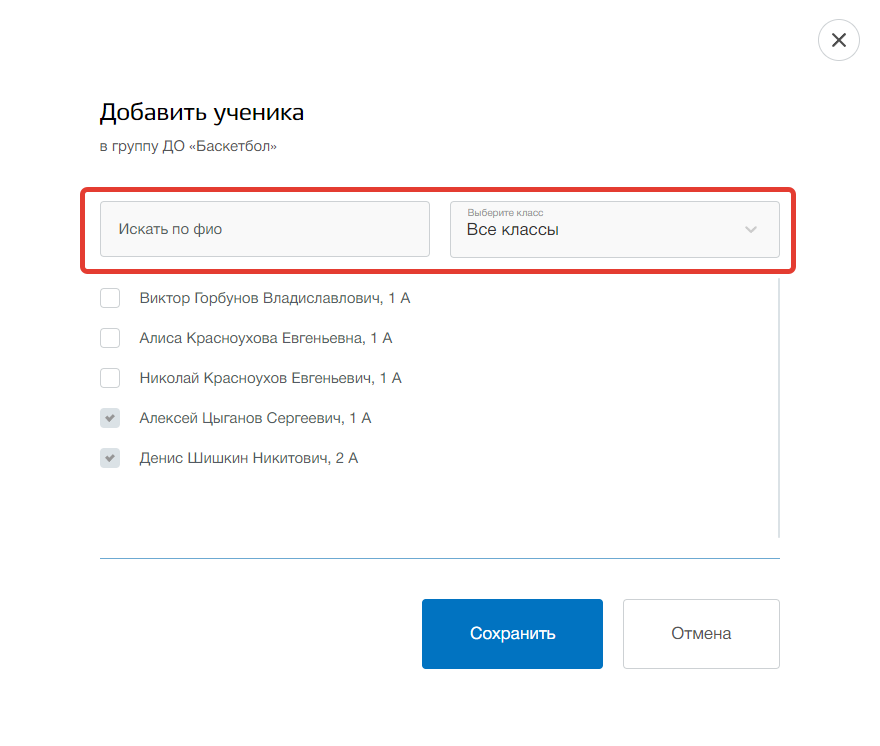 Добавить ученика
в группу ДО «Баскетбол»
Искать по фио
Выберите класс
Все классы
Виктор Горбунов Владиславлович, 1 А
Алиса Красноухова Евгеньевна, 1 А
Николай Красноухов Евгеньевич, 1 А
Алексей Цыганов Сергеевич, 1 А
Денис Шишкин Никитович, 2 А
Сохранить
Отмена